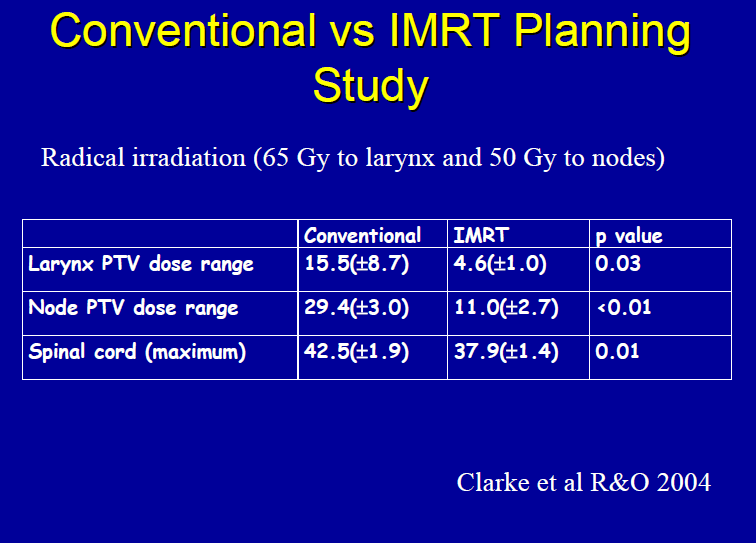 Conventional vs IMRT Planning
Study
Radical irradiation (65 Gy to larynx and 50 Gy to nodes)
Conventional IMRT p value
Larynx PTV dose range 15.5(±8.7) 4.6(±1.0) 0.03
Node PTV dose range 29.4(±3.0) 11.0(±2.7) <0.01
Spinal cord (maximum) 42.5(±1.9) 37.9(±1.4) 0.01
Clarke et al R&O 2004